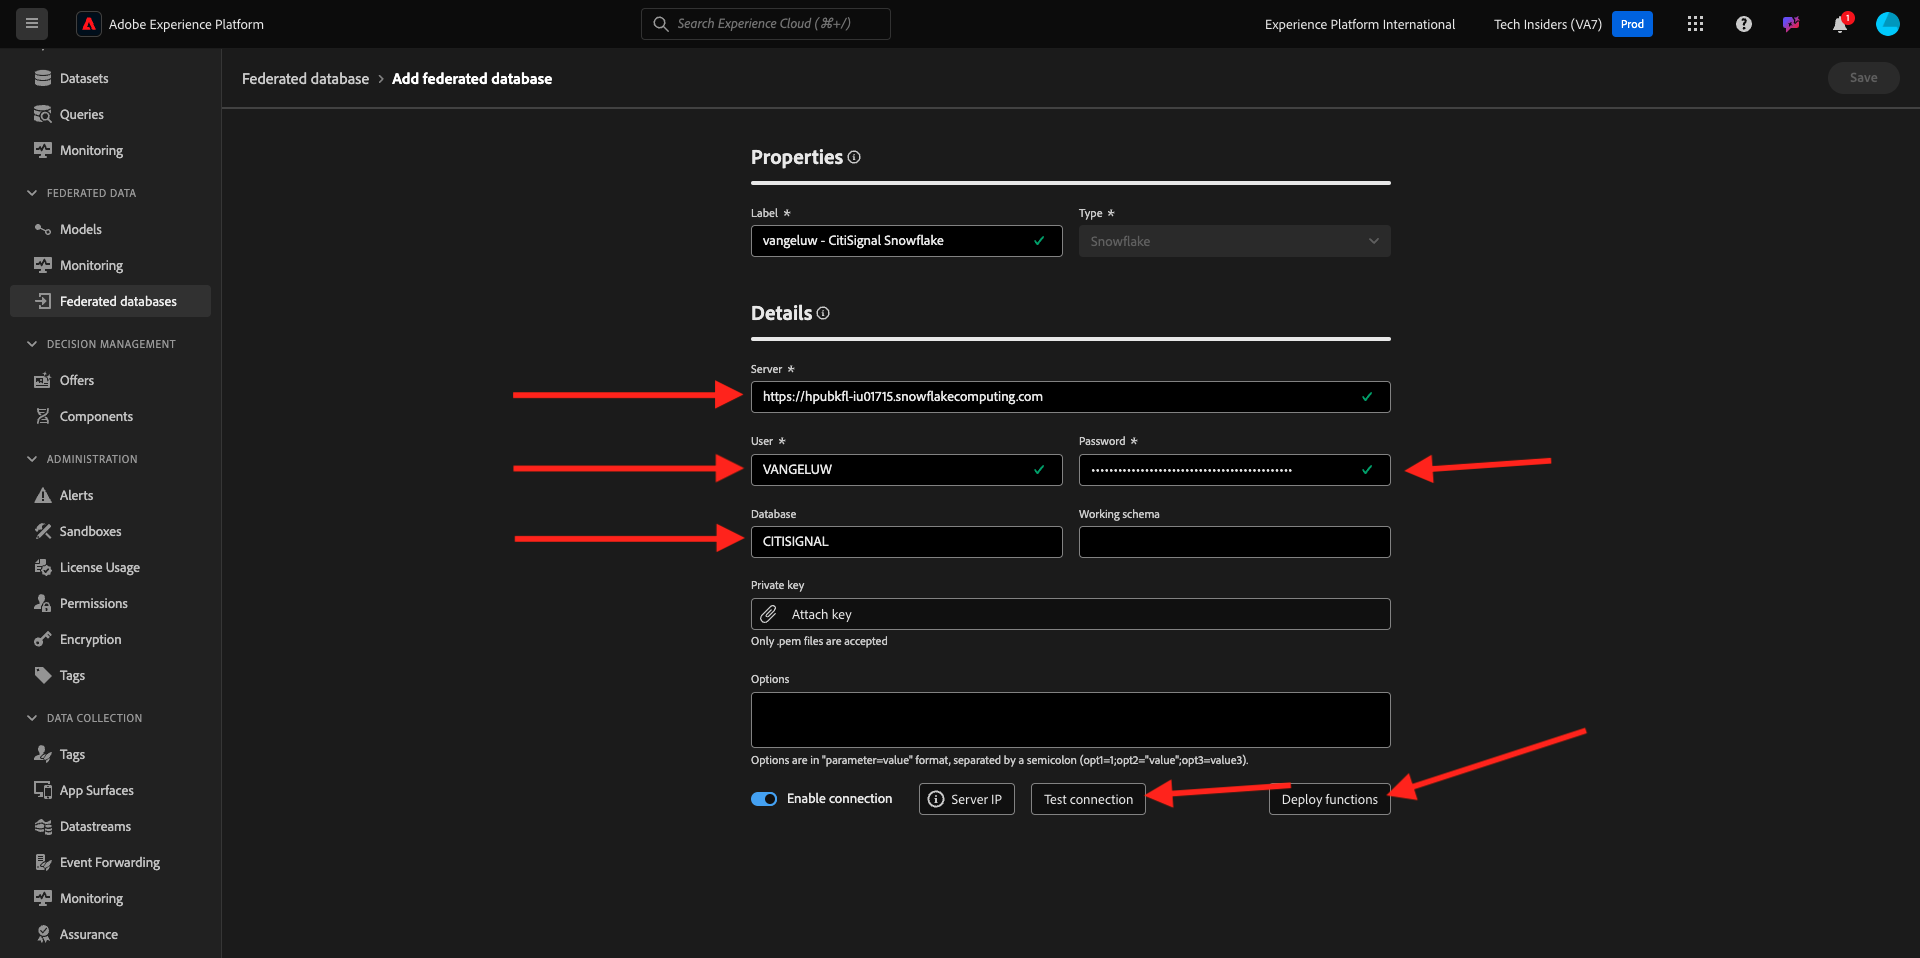 Adobe Experience Platform
Search Experience Cloud (⌘+/)
Experience Platform International
Tech Insiders (VA7)
Prod
1
Datasets
Queries
Monitoring
FEDERATED DATA
Models
Monitoring
Federated databases
DECISION MANAGEMENT
Offers
Components
ADMINISTRATION
Alerts
Sandboxes
License Usage
Permissions
Encryption
Tags
DATA COLLECTION
Tags
App Surfaces
Datastreams
Event Forwarding
Monitoring
Assurance
Federated database > Add federated database
Save
Properties
Label *
Type *
vangeluw - CitiSignal Snowflake
Snowflake
Details
Server *
https://hpubkfl-iu01715.snowflakecomputing.com
User *
Password *
VANGELUW
Database
Working schema
CITISIGNAL
Private key
Attach key
Only .pem files are accepted
Options
Options are in "parameter=value" format, separated by a semicolon (opt1=1;opt2="value";opt3=value3).
Enable connection
Server IP
Test connection
Deploy functions